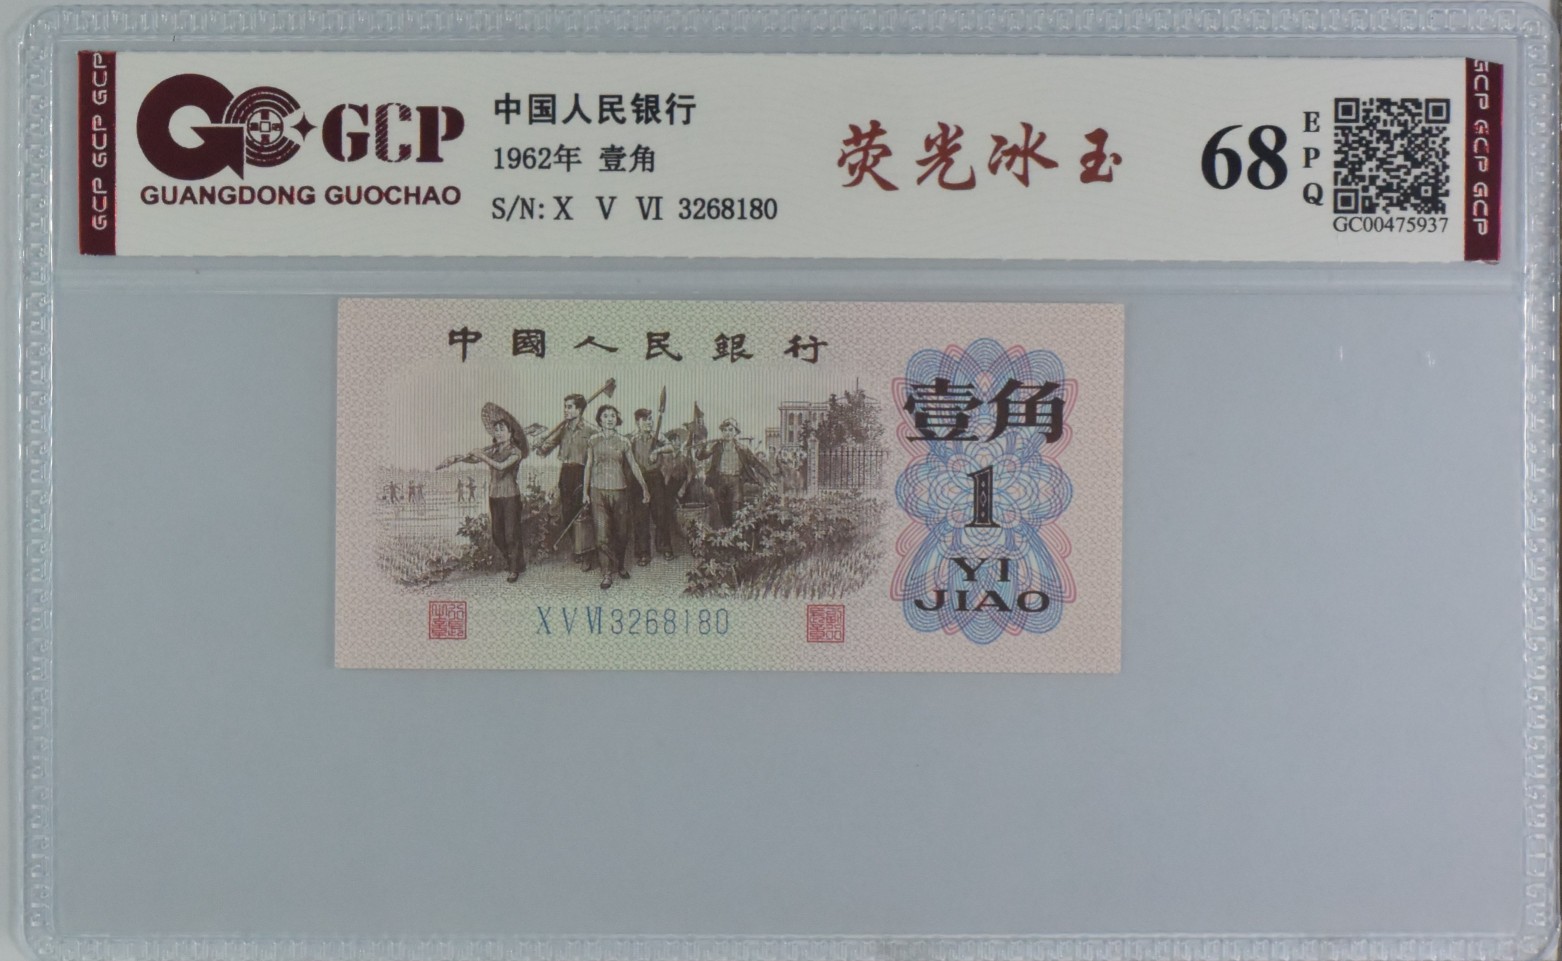 GCP GCP GCP
GCP
GUANGDONG GUOCHAO
中国人民银行
1962年 壹角
S/N: X V VI 3268180
荧光冰玉
68
EPQ
GC00475937
GCP GCP GCP
中國人民銀行
壹角
1
YI
JIAO
X V VI 3268180